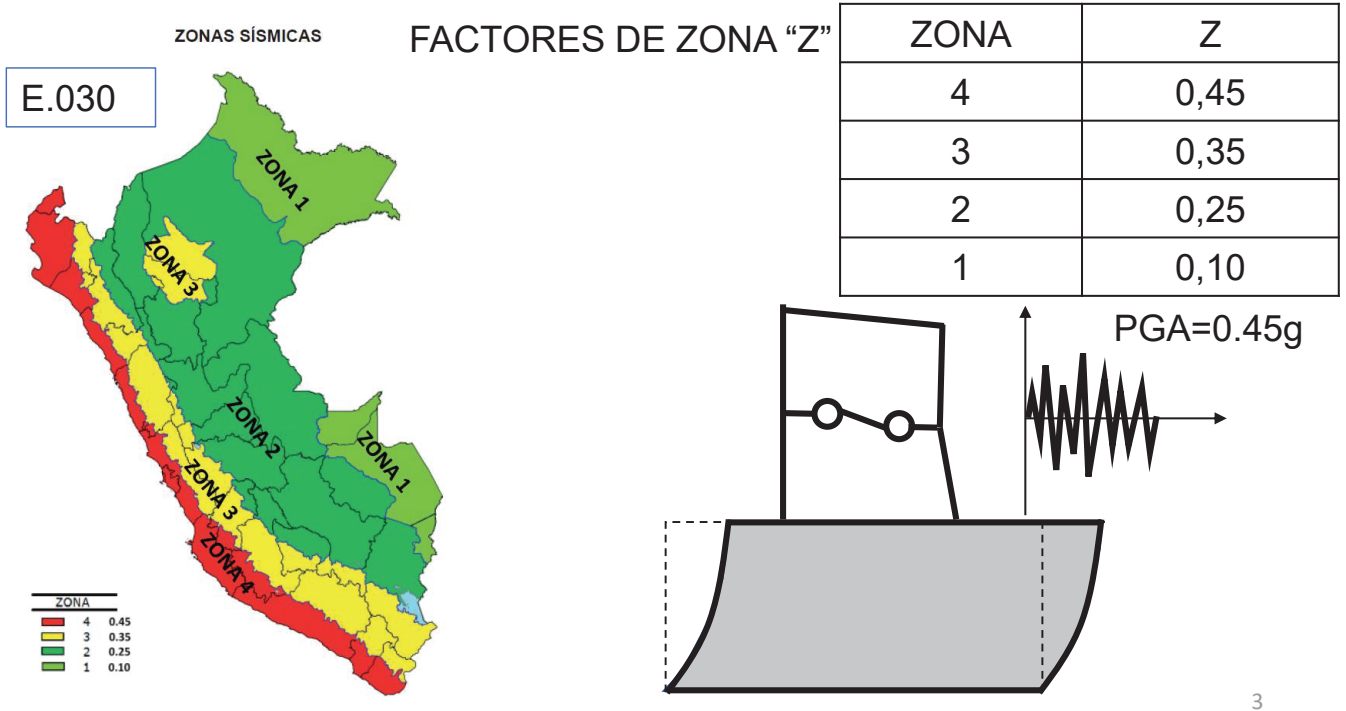 ZONAS SÍSMICAS
FACTORES DE ZONA “Z”
E.030
ZONA Z
4 0,45
3 0,35
2 0,25
1 0,10
ZONA 1
ZONA 3
ZONA 2
ZONA 1
ZONA 3
ZONA 4
PGA=0.45g
ZONA
4 0.45
3 0.35
2 0.25
1 0.10
3